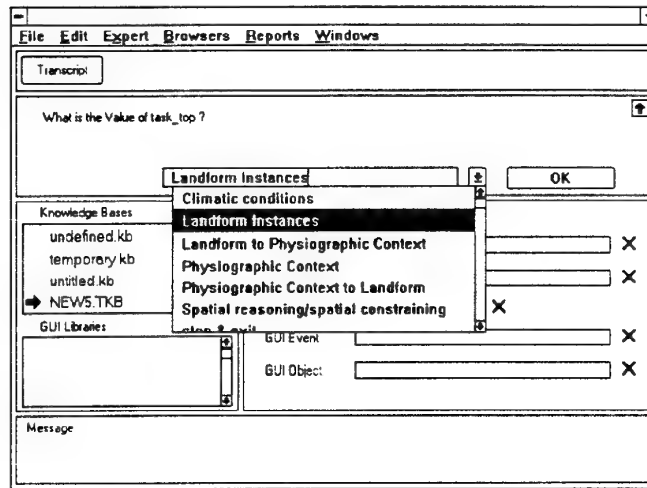 File Edit Expert Browsers Reports Windows
Transcript
What is the Value of task_top ?
Landform Instances
OK
Climatic conditions
Landform Instances
Landform to Physiographic Context
Physiographic Context
Physiographic Context to Landform
Spatial reasoning/spatial constraining
stop & exit
Knowledge Bases
undefined.kb
temporary.kb
untitled.kb
NEW5.TKB
GUI Libraries
GUI Event
GUI Object
Message